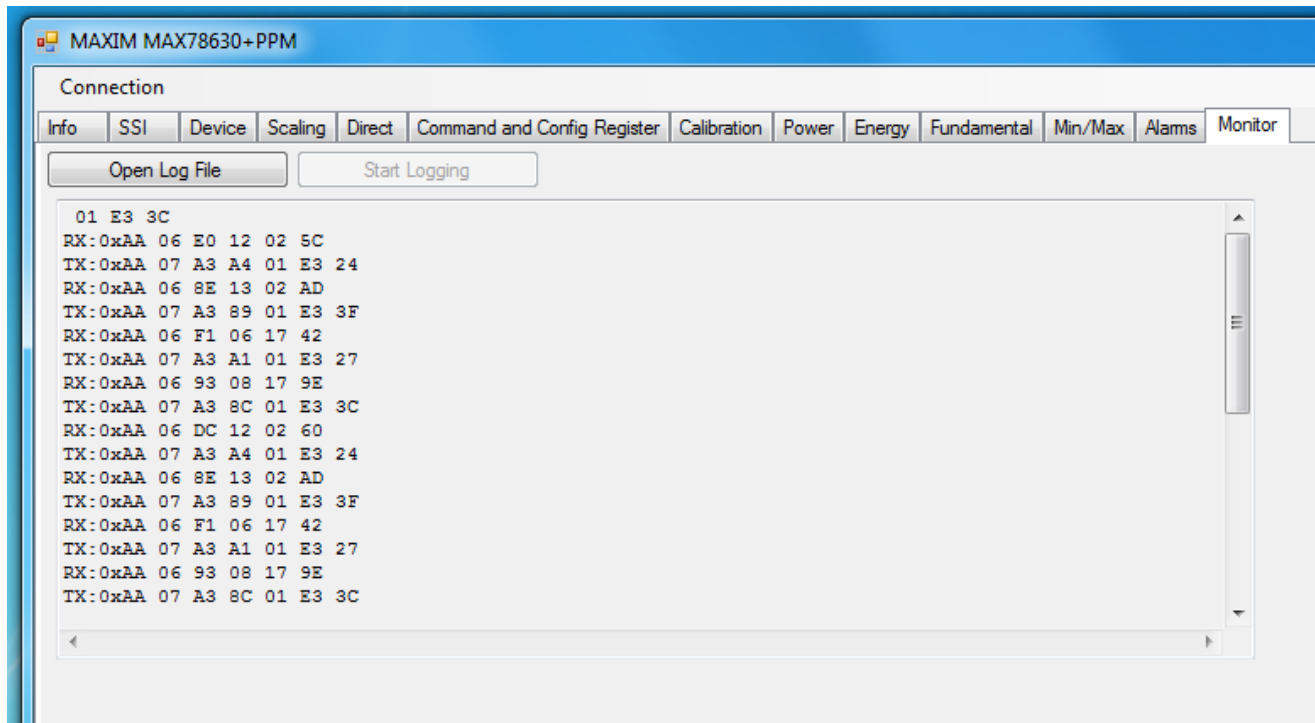 MAXIM MAX78630+PPM
Connection
Info SSI Device Scaling Direct Command and Config Register Calibration Power Energy Fundamental Min/Max Alarms Monitor
Open Log File Start Logging
01 E3 3C
RX:0xAA 06 E0 12 02 5C
TX:0xAA 07 A3 A4 01 E3 24
RX:0xAA 06 8E 13 02 AD
TX:0xAA 07 A3 89 01 E3 3F
RX:0xAA 06 F1 06 17 42
TX:0xAA 07 A3 A1 01 E3 27
RX:0xAA 06 93 08 17 9E
TX:0xAA 07 A3 8C 01 E3 3C
RX:0xAA 06 DC 12 02 60
TX:0xAA 07 A3 A4 01 E3 24
RX:0xAA 06 8E 13 02 AD
TX:0xAA 07 A3 89 01 E3 3F
RX:0xAA 06 F1 06 17 42
TX:0xAA 07 A3 A1 01 E3 27
RX:0xAA 06 93 08 17 9E
TX:0xAA 07 A3 8C 01 E3 3C